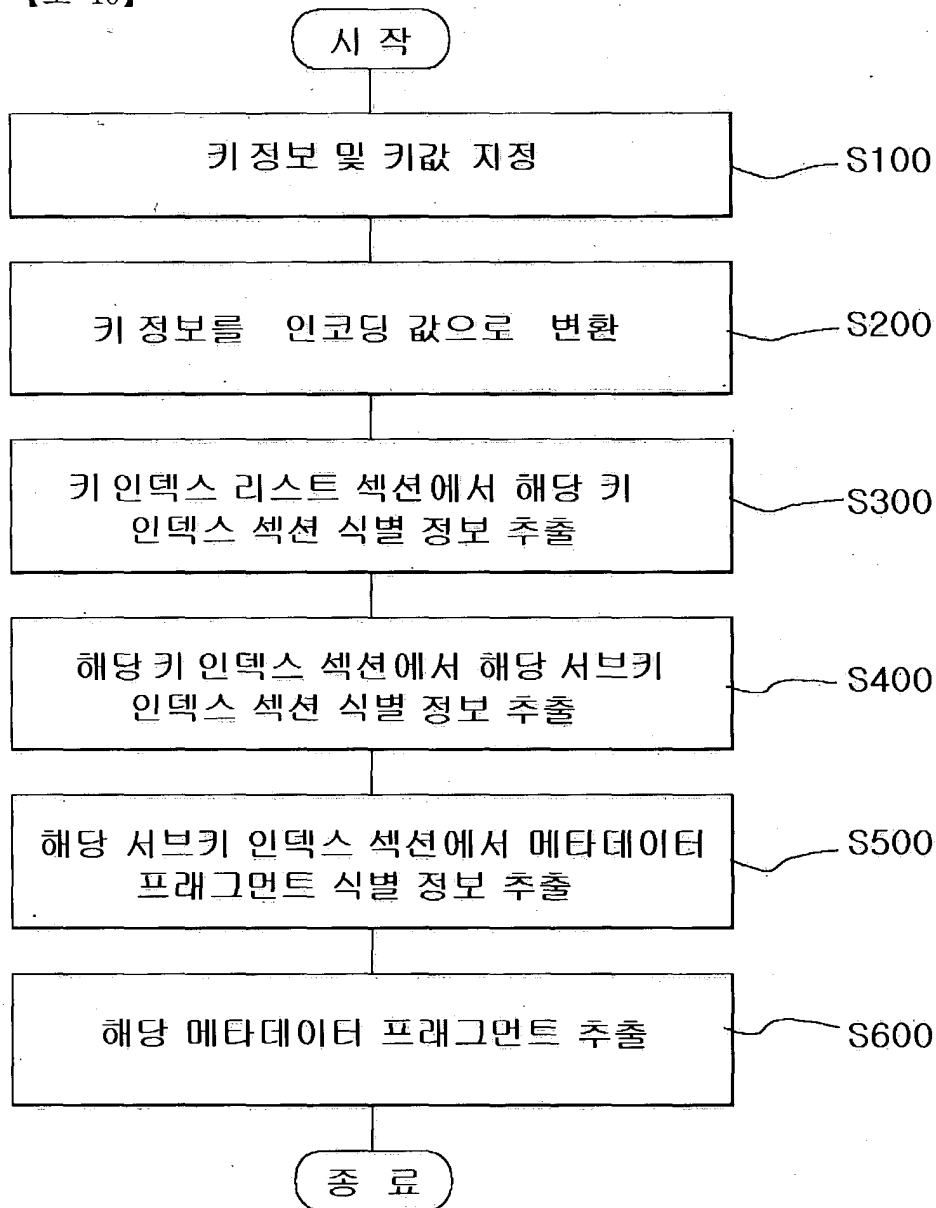 시 작
키 정보 및 키값 지정
S100
키 정보를 인코딩 값으로 변환
S200
키 인덱스 리스트 섹션에서 해당 키
인덱스 섹션 식별 정보 추출
S300
해당 키 인덱스 섹션에서 해당 서브키
인덱스 섹션 식별 정보 추출
S400
해당 서브키 인덱스 섹션에서 메타데이터
프래그먼트 식별 정보 추출
S500
해당 메타데이터 프래그먼트 추출
S600
종 료